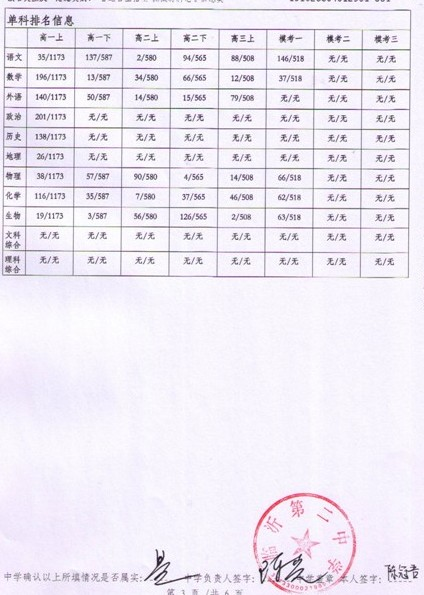 单科排名信息
高一上 高一下 高二上 高二下 高三上 模考一 模考二 模考三
语文 35/1173 137/587 2/580 94/565 88/508 146/518 无/无 无/无
数学 196/1173 13/587 34/580 66/565 12/508 37/518 无/无 无/无
外语 140/1173 50/587 14/580 15/565 79/508 无/无 无/无 无/无
政治 201/1173 无/无 无/无 无/无 无/无 无/无 无/无 无/无
历史 138/1173 无/无 无/无 无/无 无/无 无/无 无/无 无/无
地理 26/1173 无/无 无/无 无/无 无/无 无/无 无/无 无/无
物理 38/1173 57/587 90/580 4/565 14/508 66/518 无/无 无/无
化学 116/1173 35/587 7/580 37/565 46/508 62/518 无/无 无/无
生物 19/1173 3/587 56/580 126/565 2/508 63/518 无/无 无/无
文科
综合 无/无 无/无 无/无 无/无 无/无 无/无 无/无 无/无
理科
综合 无/无 无/无 无/无 无/无 无/无 无/无 无/无 无/无
沂第二中学
中学确认以上所填情况是否属实: 是 中学负责人签字: 学盖章 本人签字:
第 3 页/共 6 页